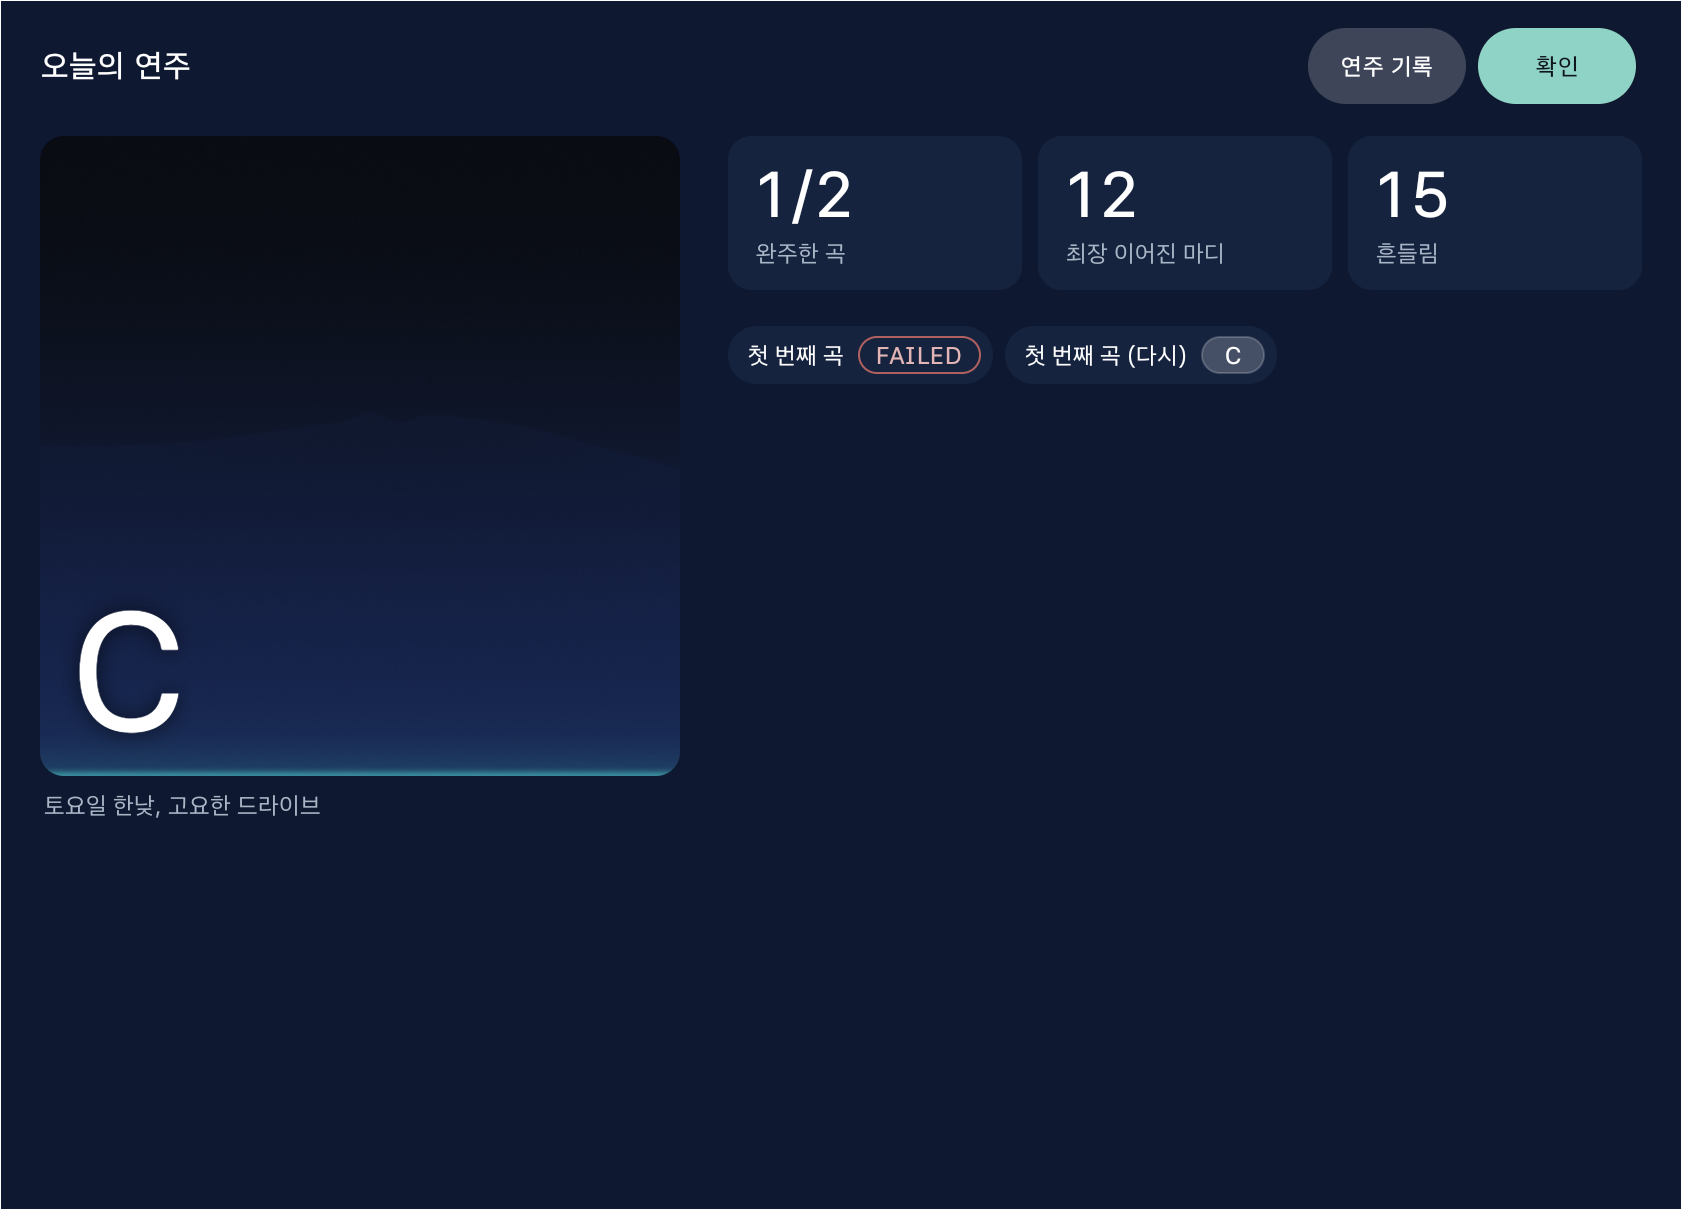 오늘의 연주
연주 기록
확인
1/2
완주한 곡
12
최장 이어진 마디
15
흔들림
첫 번째 곡 FAILED
첫 번째 곡 (다시) C
C
토요일 한낮, 고요한 드라이브